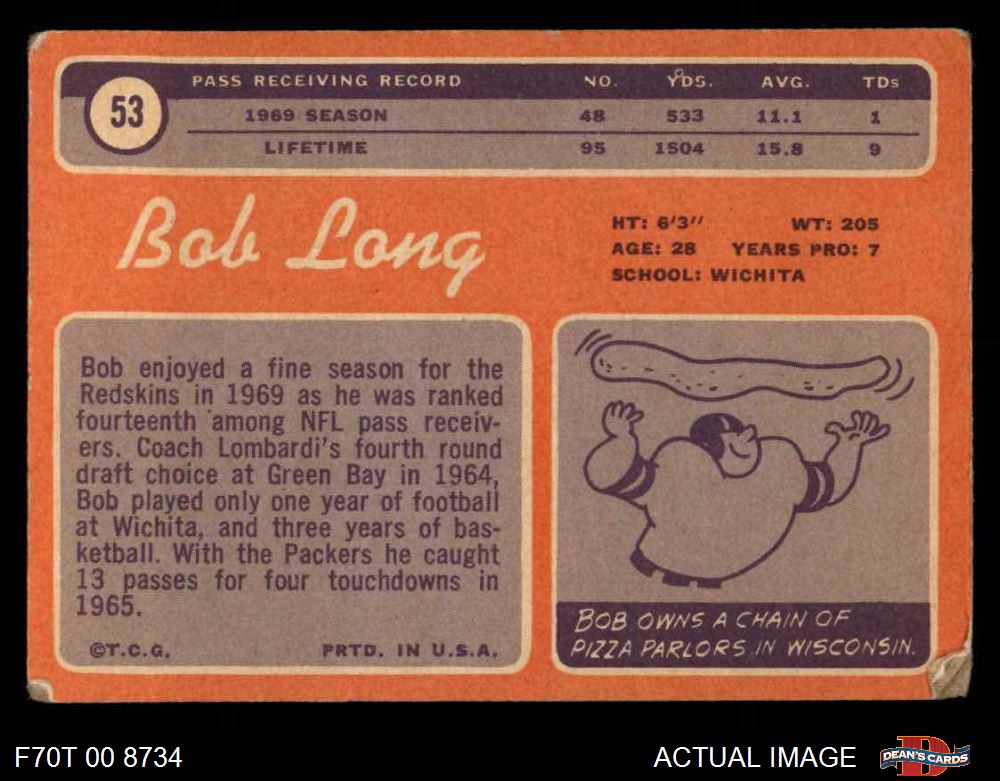 53
PASS RECEIVING RECORD NO. YDS. AVG. TDs
1969 SEASON 48 533 11.1 1
LIFETIME 95 1504 15.8 9
Bob Long
HT: 6'3" WT: 205
AGE: 28 YEARS PRO: 7
SCHOOL: WICHITA
Bob enjoyed a fine season for the
Redskins in 1969 as he was ranked
fourteenth among NFL pass receiv-
ers. Coach Lombardi's fourth round
draft choice at Green Bay in 1964,
Bob played only one year of football
at Wichita, and three years of bas-
ketball. With the Packers he caught
13 passes for four touchdowns in
1965.
©T.C.G. PRTD. IN U.S.A.
BOB OWNS A CHAIN OF
PIZZA PARLORS IN WISCONSIN.
F70T 00 8734
ACTUAL IMAGE
DEAN'S CARDS